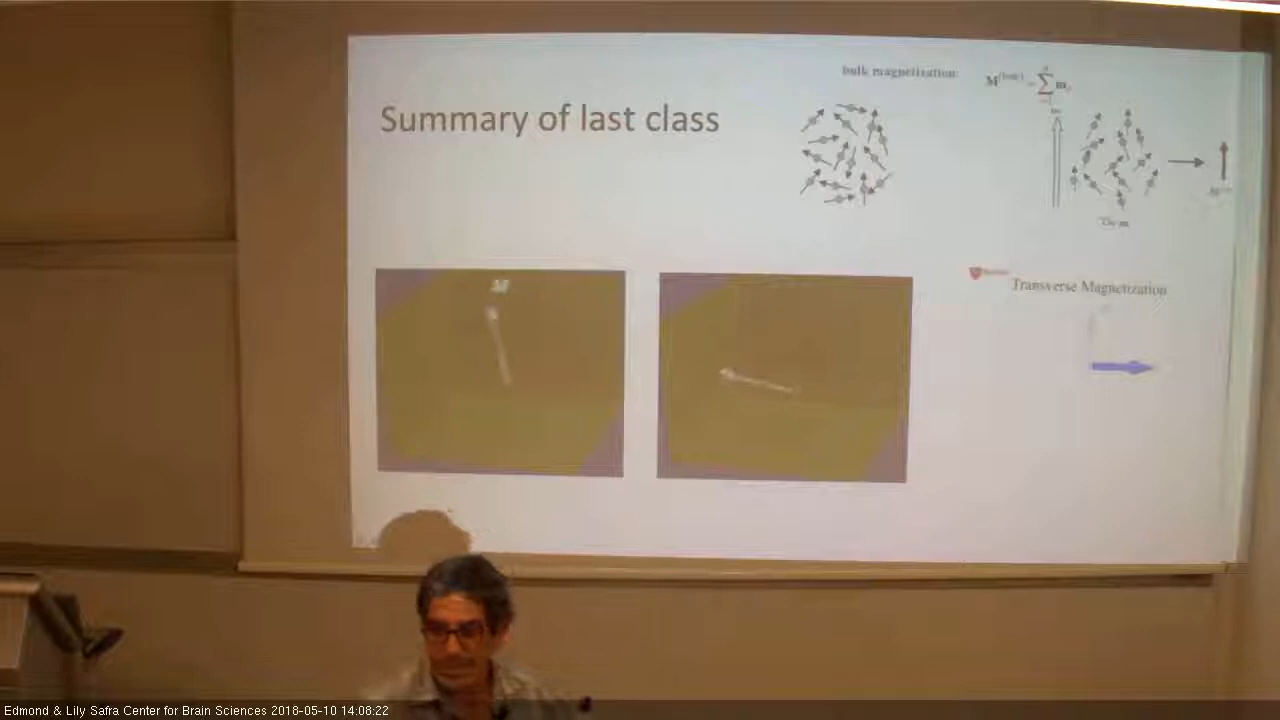 bulk magnetization:
Summary of last class
M
Transverse Magnetization
Edmond & Lily Safra Center for Brain Sciences 2018-05-10 14:08:22